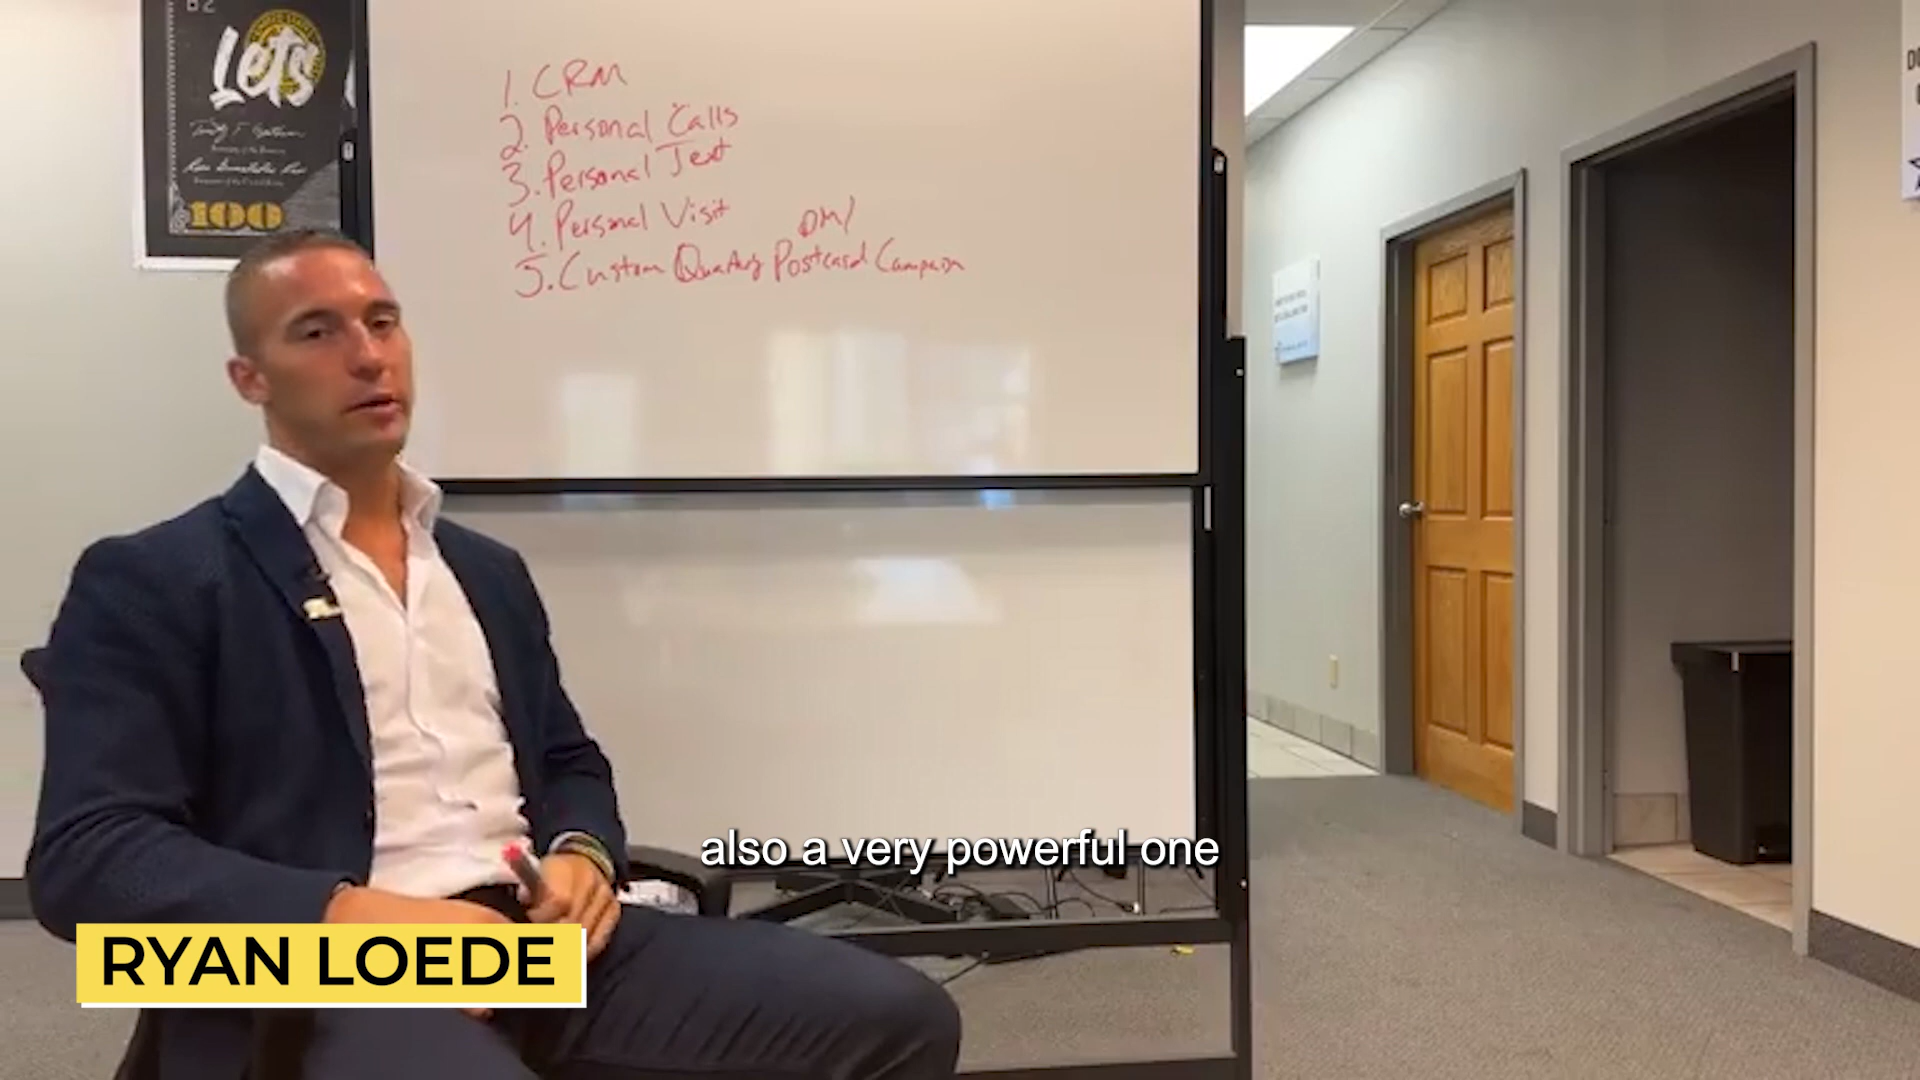 Lets
100
1. CRM
2. Personal Calls
3. Personal Text
4. Personal Visit
DM/
5. Custom Quarterly Postcard Campaign
also a very powerful one
RYAN LOEDE